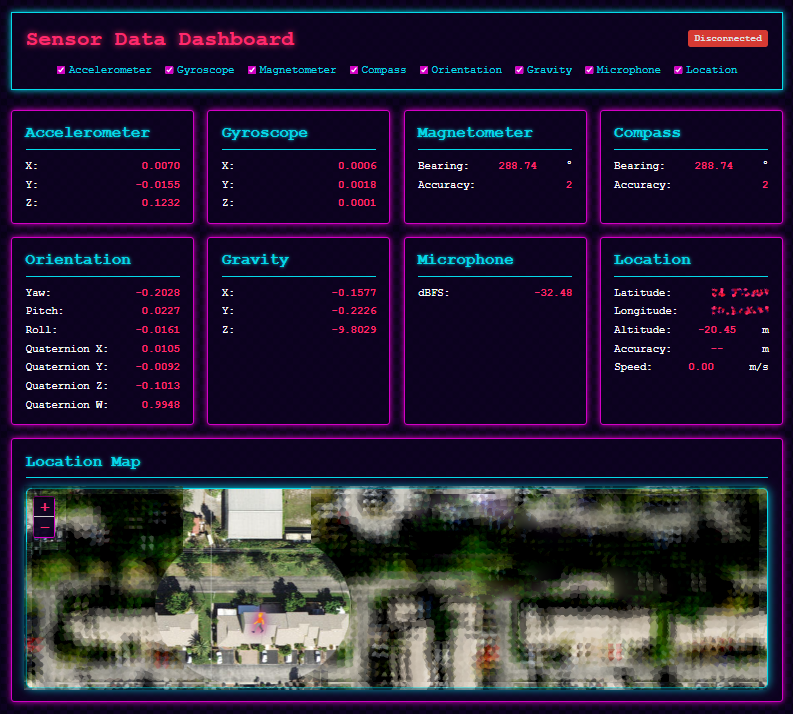 Sensor Data Dashboard
Disconnected
Accelerometer Gyroscope Magnetometer Compass Orientation Gravity Microphone Location
Accelerometer
X: 0.0070
Y: -0.0155
Z: 0.1232
Gyroscope
X: 0.0006
Y: 0.0018
Z: 0.0001
Magnetometer
Bearing: 288.74 °
Accuracy: 2
Compass
Bearing: 288.74 °
Accuracy: 2
Orientation
Yaw: -0.2028
Pitch: 0.0227
Roll: -0.0161
Quaternion X: 0.0105
Quaternion Y: -0.0092
Quaternion Z: -0.1013
Quaternion W: 0.9948
Gravity
X: -0.1577
Y: -0.2226
Z: -9.8029
Microphone
dBFS: -32.48
Location
Latitude:
Longitude:
Altitude: -20.45 m
Accuracy: -- m
Speed: 0.00 m/s
Location Map
+
−